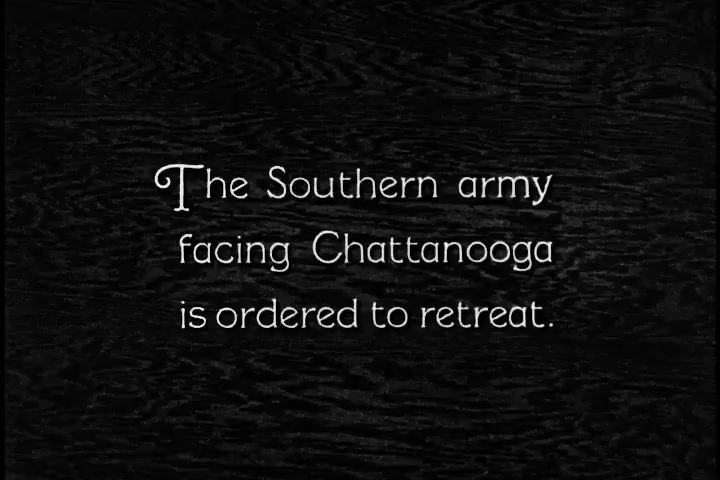 The Southern army
facing Chattanooga
is ordered to retreat.